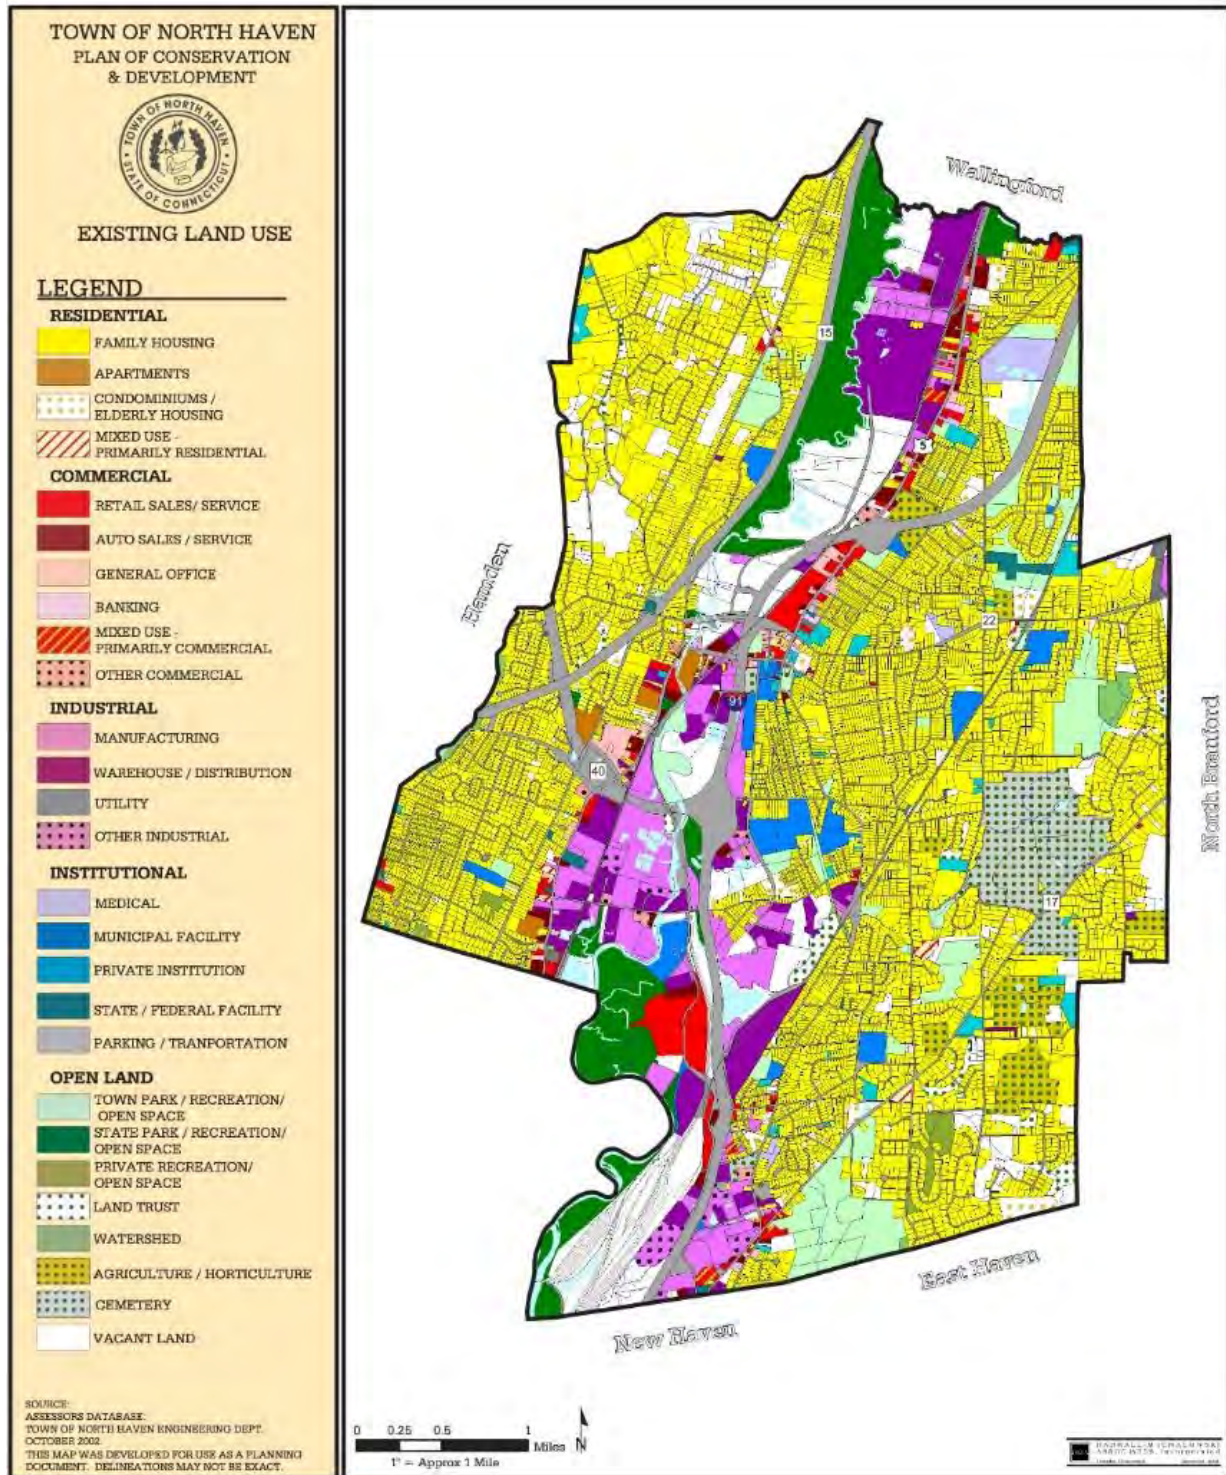 TOWN OF NORTH HAVEN
PLAN OF CONSERVATION
& DEVELOPMENT
TOWN OF NORTH HAVEN
STATE OF CONNECTICUT
EXISTING LAND USE
LEGEND
RESIDENTIAL
FAMILY HOUSING
APARTMENTS
CONDOMINIUMS /
ELDERLY HOUSING
MIXED USE -
PRIMARILY RESIDENTIAL
COMMERCIAL
RETAIL SALES/ SERVICE
AUTO SALES / SERVICE
GENERAL OFFICE
BANKING
MIXED USE -
PRIMARILY COMMERCIAL
OTHER COMMERCIAL
INDUSTRIAL
MANUFACTURING
WAREHOUSE / DISTRIBUTION
UTILITY
OTHER INDUSTRIAL
INSTITUTIONAL
MEDICAL
MUNICIPAL FACILITY
PRIVATE INSTITUTION
STATE / FEDERAL FACILITY
PARKING / TRANPORTATION
OPEN LAND
TOWN PARK / RECREATION/
OPEN SPACE
STATE PARK / RECREATION/
OPEN SPACE
PRIVATE RECREATION/
OPEN SPACE
LAND TRUST
WATERSHED
AGRICULTURE / HORTICULTURE
CEMETERY
VACANT LAND
SOURCE:
ASSESSORS DATABASE:
TOWN OF NORTH HAVEN ENGINEERING DEPT.
OCTOBER 2002
THIS MAP WAS DEVELOPED FOR USE AS A PLANNING
DOCUMENT. DELINEATIONS MAY NOT BE EXACT.
Wallingford
15
5
Hamden
22
91
North Branford
40
17
East Haven
New Haven
0 0.25 0.5 1
Miles
N
1" = Approx 1 Mile